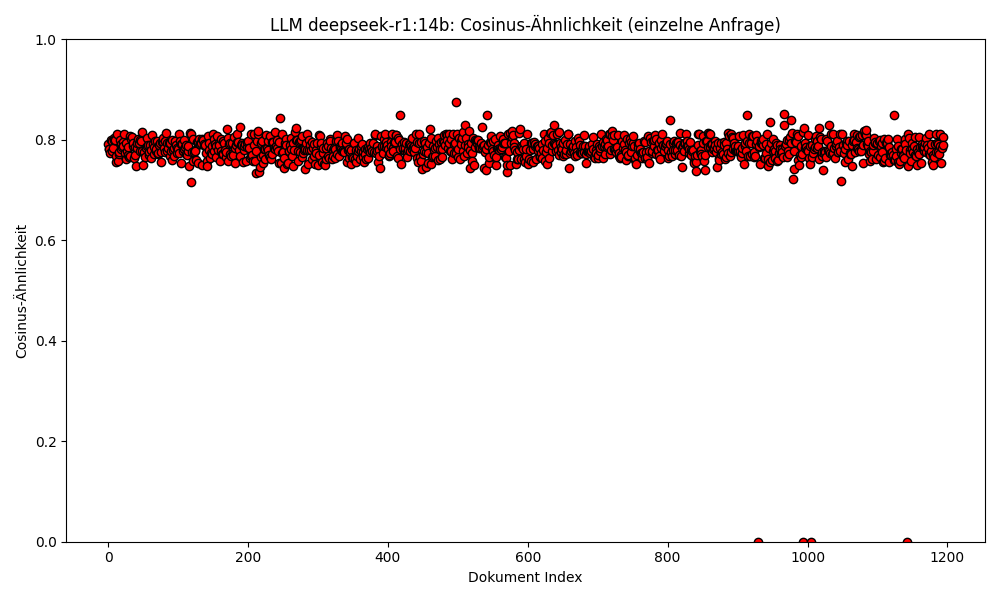 LLM deepseek-r1:14b: Cosinus-Ähnlichkeit (einzelne Anfrage)
Cosinus-Ähnlichkeit
1.0
0.8
0.6
0.4
0.2
0.0
0 200 400 600 800 1000 1200
Dokument Index